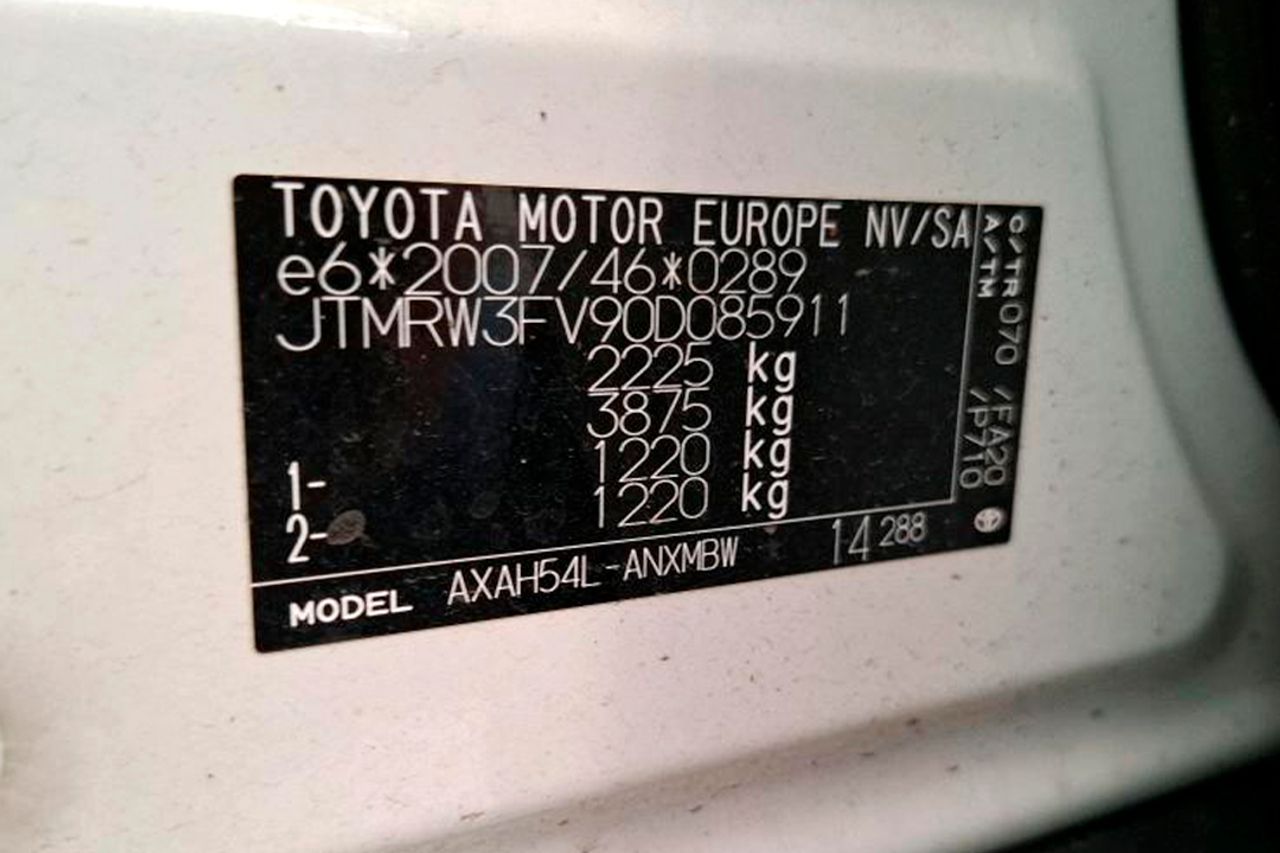 TOYOTA MOTOR EUROPE NV/SA
e6*2007/46*0289
JTMRW3FV90D085911
2225 kg
3875 kg
1- 1220 kg
2- 1220 kg
MODEL AXAH54L-ANXMBW 14 288
C/TR 070 /FA20
A/TM /P710